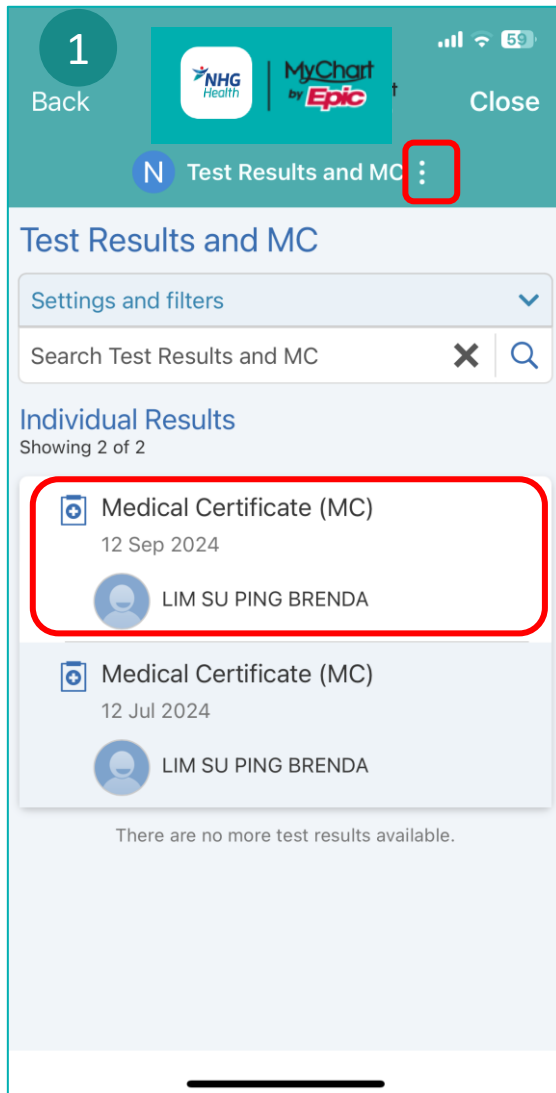 1
59
Back
NHG
Health
MyChart
by Epic
t
Close
N Test Results and MC
Test Results and MC
Settings and filters
Search Test Results and MC
Individual Results
Showing 2 of 2
Medical Certificate (MC)
12 Sep 2024
LIM SU PING BRENDA
Medical Certificate (MC)
12 Jul 2024
LIM SU PING BRENDA
There are no more test results available.